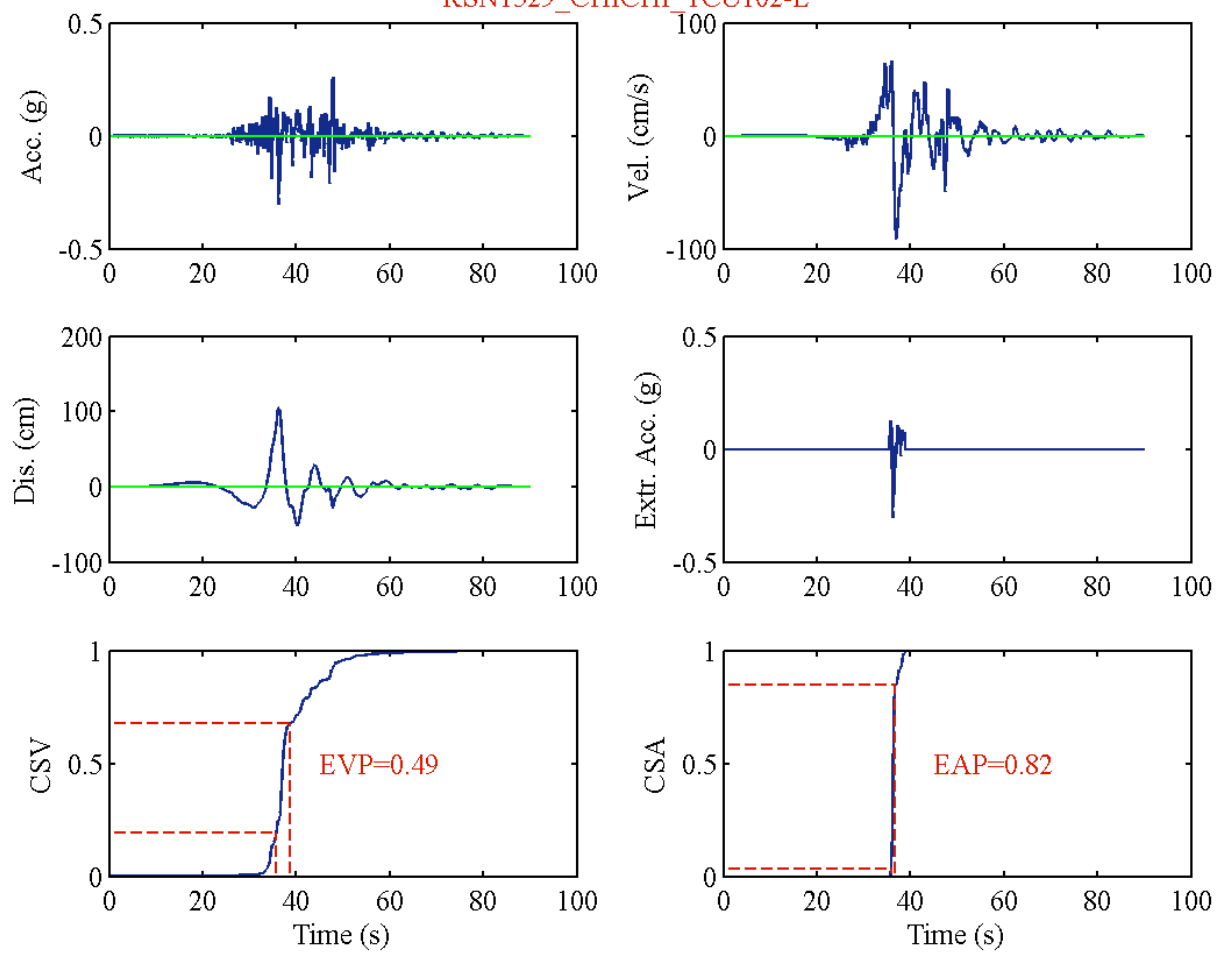 RSN1529_CHICHI_TCU102-E
0.5 0 -0.5
Acc. (g)
0 20 40 60 80 100
100 0 -100
Vel. (cm/s)
0 20 40 60 80 100
200 100 0 -100
Dis. (cm)
0 20 40 60 80 100
0.5 0 -0.5
Extr. Acc. (g)
0 20 40 60 80 100
1 0.5 0
CSV
EVP=0.49
0 20 40 60 80 100
Time (s)
1 0.5 0
CSA
EAP=0.82
0 20 40 60 80 100
Time (s)